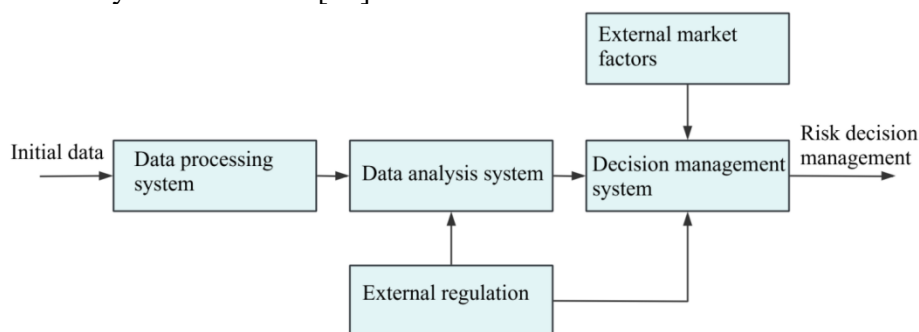 External market
factors
Risk decision
management
Initial data
Data processing
system
Data analysis system
Decision management
system
External regulation